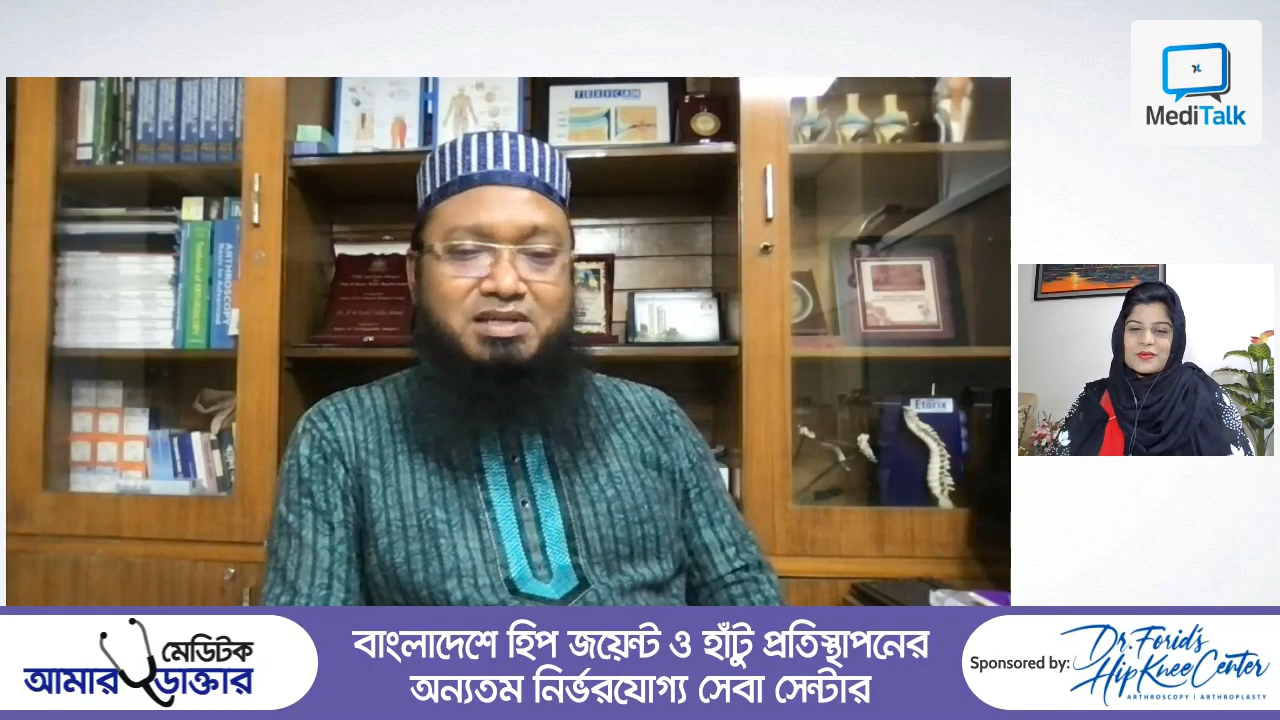 MediTalk
TEXECAM
ARTHROSCOPY
Etorix
মেডিটক
আমার ডাক্তার
বাংলাদেশে হিপ জয়েন্ট ও হাঁটু প্রতিস্থাপনের
অন্যতম নির্ভরযোগ্য সেবা সেন্টার
Sponsored by:
Dr. Forid's
Hip Knee Center
ARTHROSCOPY | ARTHROPLASTY